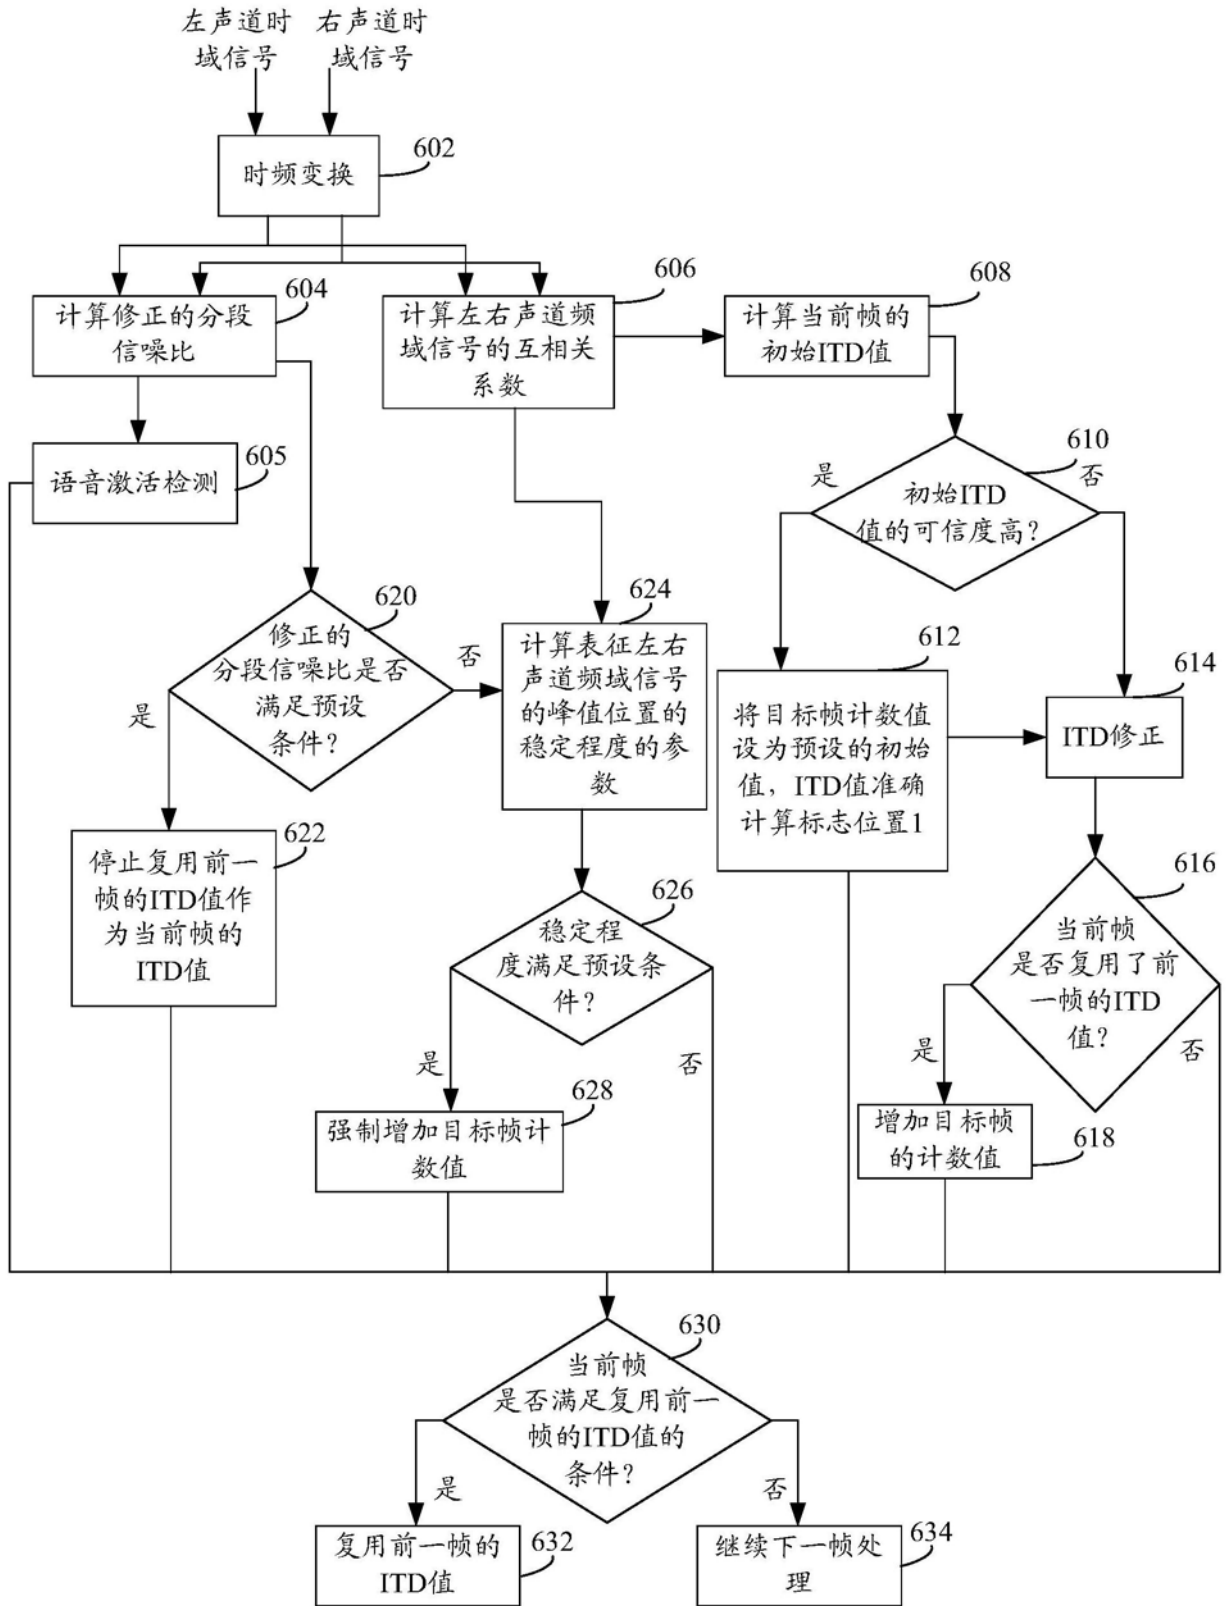 左声道时
域信号
右声道时
域信号
时频变换
602
计算修正的分段
信噪比
604
计算左右声道频
域信号的互相关
系数
606
计算当前帧的
初始ITD值
608
语音激活检测
605
是
初始ITD
值的可信度高?
610
否
修正的
分段信噪比是否
满足预设
条件?
620
是
否
计算表征左右
声道频域信号
的峰值位置的
稳定程度的参
数
624
将目标帧计数值
设为预设的初始
值，ITD值准确
计算标志位置1
612
ITD修正
614
停止复用前一
帧的ITD值作
为当前帧的
ITD值
622
稳定程
度满足预设条
件?
626
是
否
当前帧
是否复用了前
一帧的ITD
值?
616
是
否
强制增加目标帧计
数值
628
增加目标帧
的计数值
618
当前帧
是否满足复用前一
帧的ITD值的
条件?
630
是
否
复用前一帧的
ITD值
632
继续下一帧处
理
634